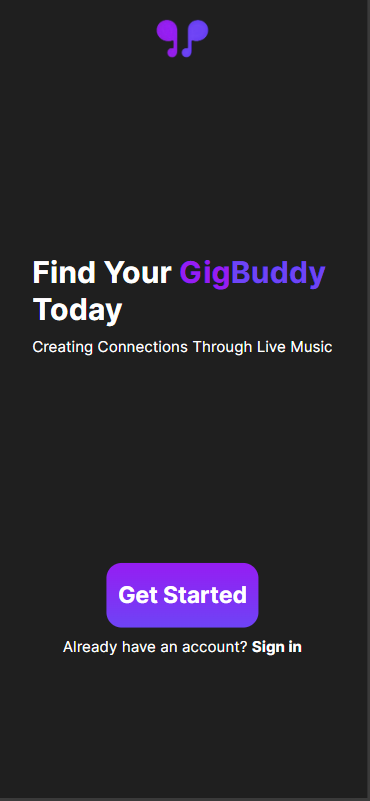 Find Your GigBuddy
Today
Creating Connections Through Live Music
Get Started
Already have an account? Sign in